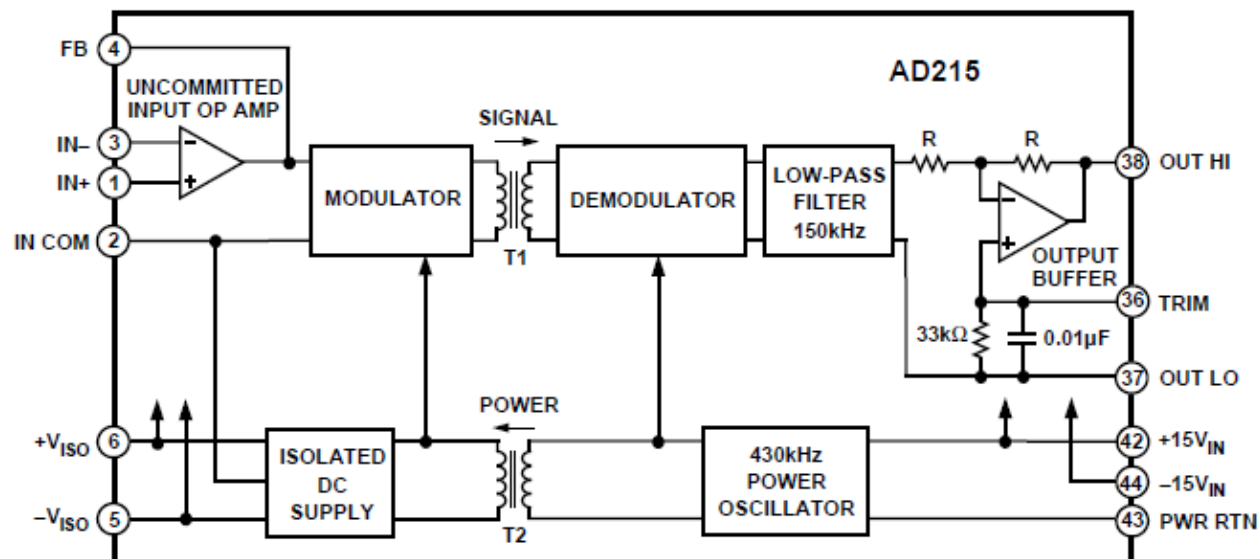 FB
4
AD215
UNCOMMITTED
INPUT OP AMP
SIGNAL
R
R
IN–
3
–
IN+
1
+
MODULATOR
DEMODULATOR
LOW-PASS
FILTER
150kHz
38
OUT HI
–
+
IN COM
2
T1
OUTPUT
BUFFER
36
TRIM
33kΩ
0.01µF
37
OUT LO
POWER
+VISO
6
ISOLATED
DC
SUPPLY
430kHz
POWER
OSCILLATOR
42
+15VIN
44
–15VIN
–VISO
5
T2
43
PWR RTN